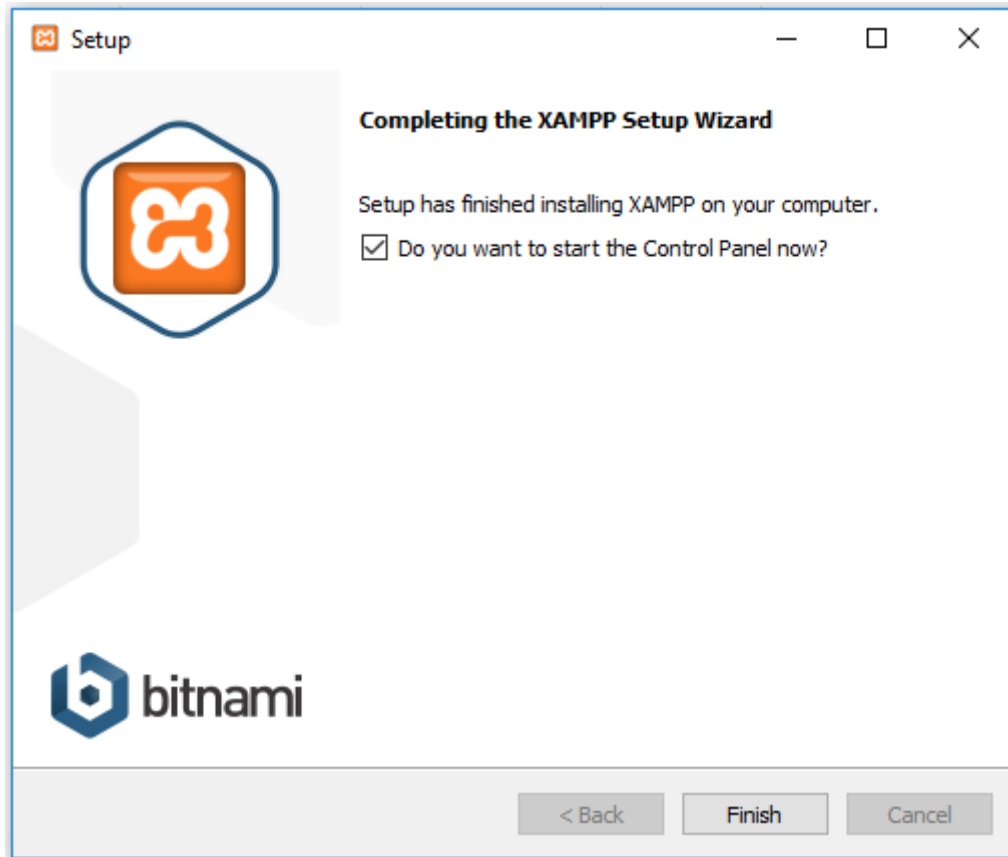 Setup
Completing the XAMPP Setup Wizard
Setup has finished installing XAMPP on your computer.
Do you want to start the Control Panel now?
bitnami
< Back
Finish
Cancel